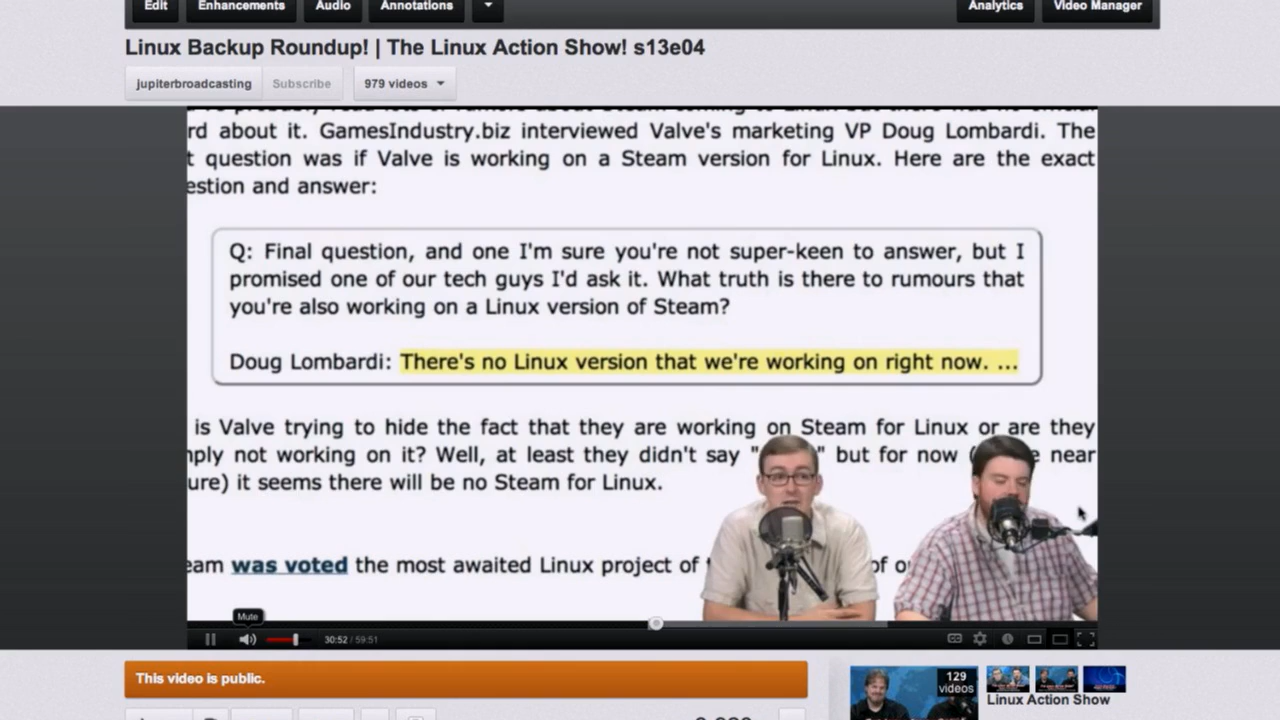 Edit Enhancements Audio Annotations Analytics Video Manager
Linux Backup Roundup! | The Linux Action Show! s13e04
jupiterbroadcasting Subscribe 979 videos
rd about it. GamesIndustry.biz interviewed Valve's marketing VP Doug Lombardi. The
t question was if Valve is working on a Steam version for Linux. Here are the exact
estion and answer:
Q: Final question, and one I'm sure you're not super-keen to answer, but I
promised one of our tech guys I'd ask it. What truth is there to rumours that
you're also working on a Linux version of Steam?
Doug Lombardi: There's no Linux version that we're working on right now. ...
is Valve trying to hide the fact that they are working on Steam for Linux or are they
ply not working on it? Well, at least they didn't say " " but for now ( e near
ure) it seems there will be no Steam for Linux.
eam was voted the most awaited Linux project of of
Mute
30:52 / 59:51
This video is public.
129
videos
Linux Action Show